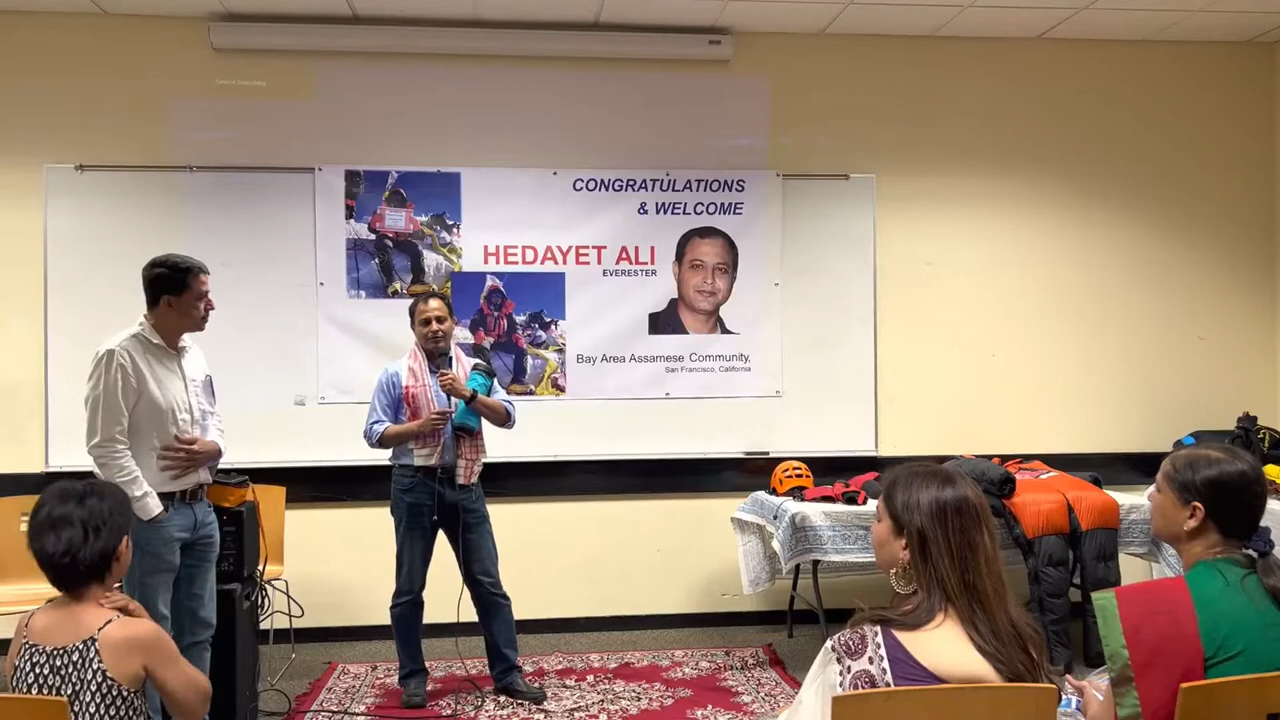 CONGRATULATIONS
& WELCOME
HEDAYET ALI
EVERESTER
Bay Area Assamese Community,
San Francisco, California